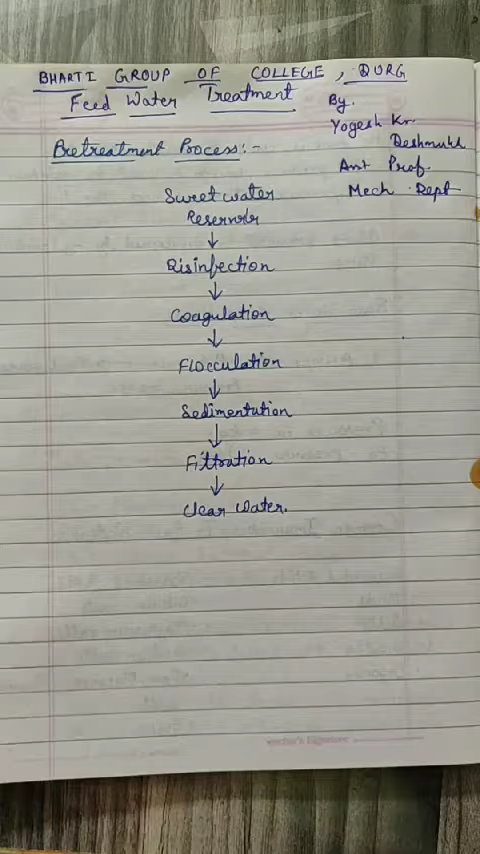 BHARTI GROUP OF COLLEGE, DURG
Feed Water Treatment
By.
Yogesh Kr.
Deshmukh
Ast Prof.
Mech. Dept
Pretreatment Process:-
Sweet water
Reservoir
↓
Disinfection
↓
Coagulation
↓
Flocculation
↓
Sedimentation
↓
Filtration
↓
Clear Water.